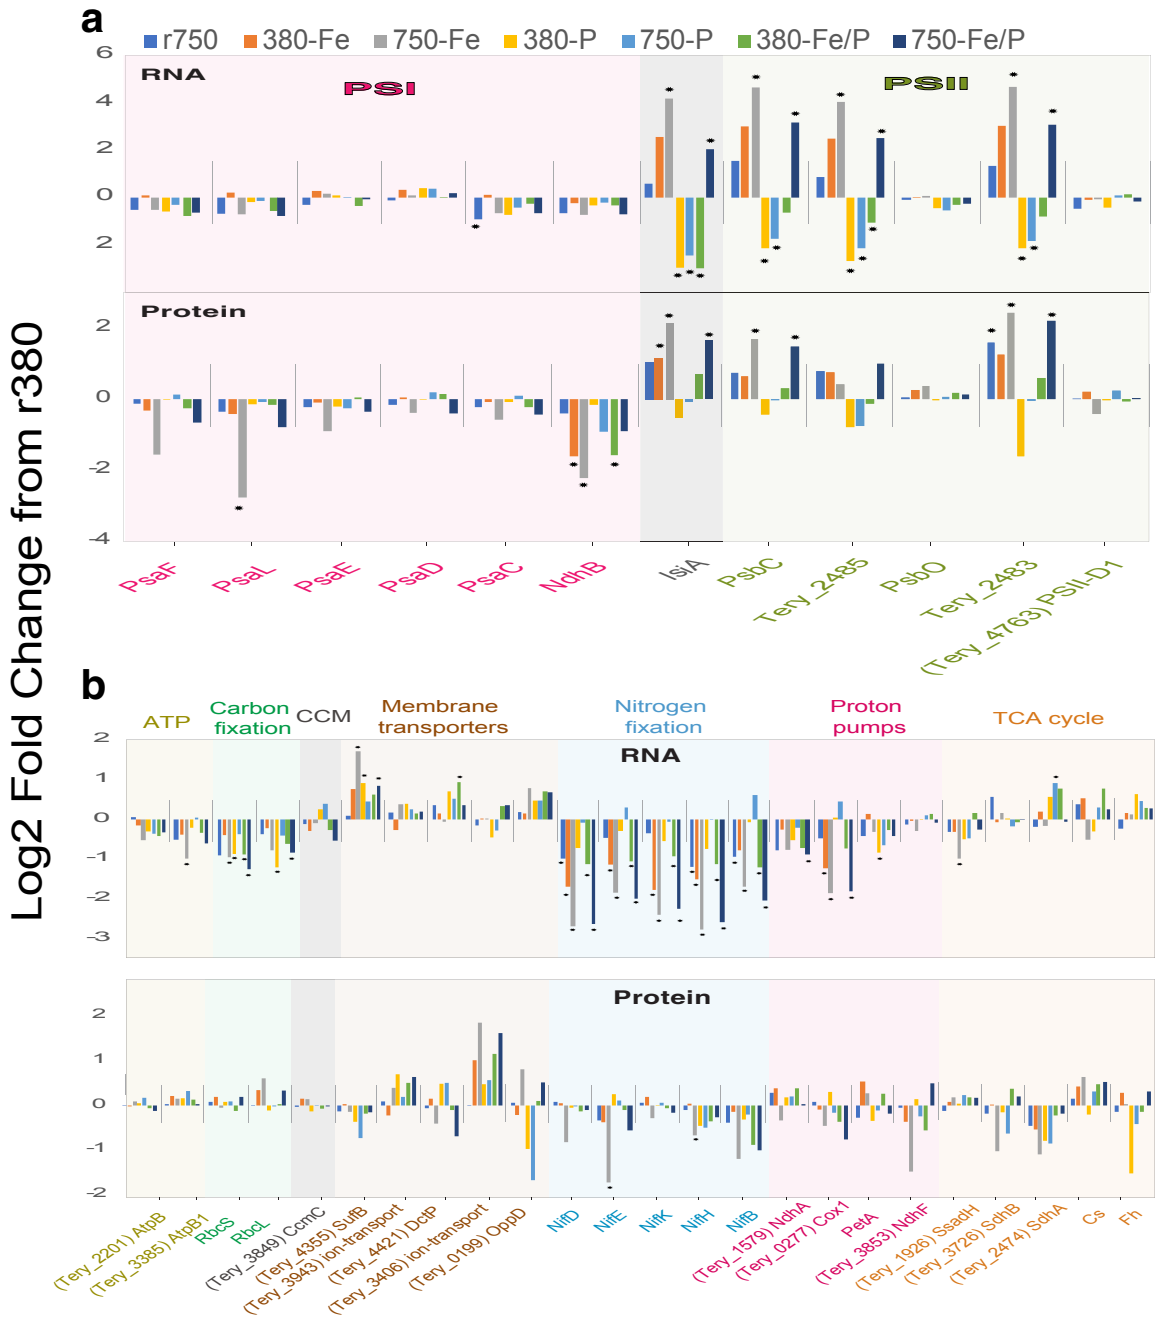 a
r750 380-Fe 750-Fe 380-P 750-P 380-Fe/P 750-Fe/P
6
4
2
0
2
RNA
PSI
PSII
Protein
2
0
-2
-4
PsaF PsaL PsaE PsaD PsaC NdhB IsiA PsbC Tery_2485 PsbO Tery_2483 (Tery_4763) PSII-D1
Log2 Fold Change from r380
b
ATP
Carbon
fixation
CCM
Membrane
transporters
Nitrogen
fixation
Proton
pumps
TCA cycle
RNA
2
1
0
-1
-2
-3
Protein
2
1
0
-1
-2
(Tery_2201) AtpB
(Tery_3385) AtpB1
RbcS
RbcL
(Tery_3849) CcmC
(Tery_4355) SufB
(Tery_3943) ion-transport
(Tery_4421) DctP
(Tery_3406) ion-transport
(Tery_0199) OppD
NifD
NifE
NifK
NifH
NifB
(Tery_1579) NdhA
(Tery_0277) Cox1
PetA
(Tery_3853) NdhF
(Tery_1926) SsadH
(Tery_3726) SdhB
(Tery_2474) SdhA
Cs
Fh